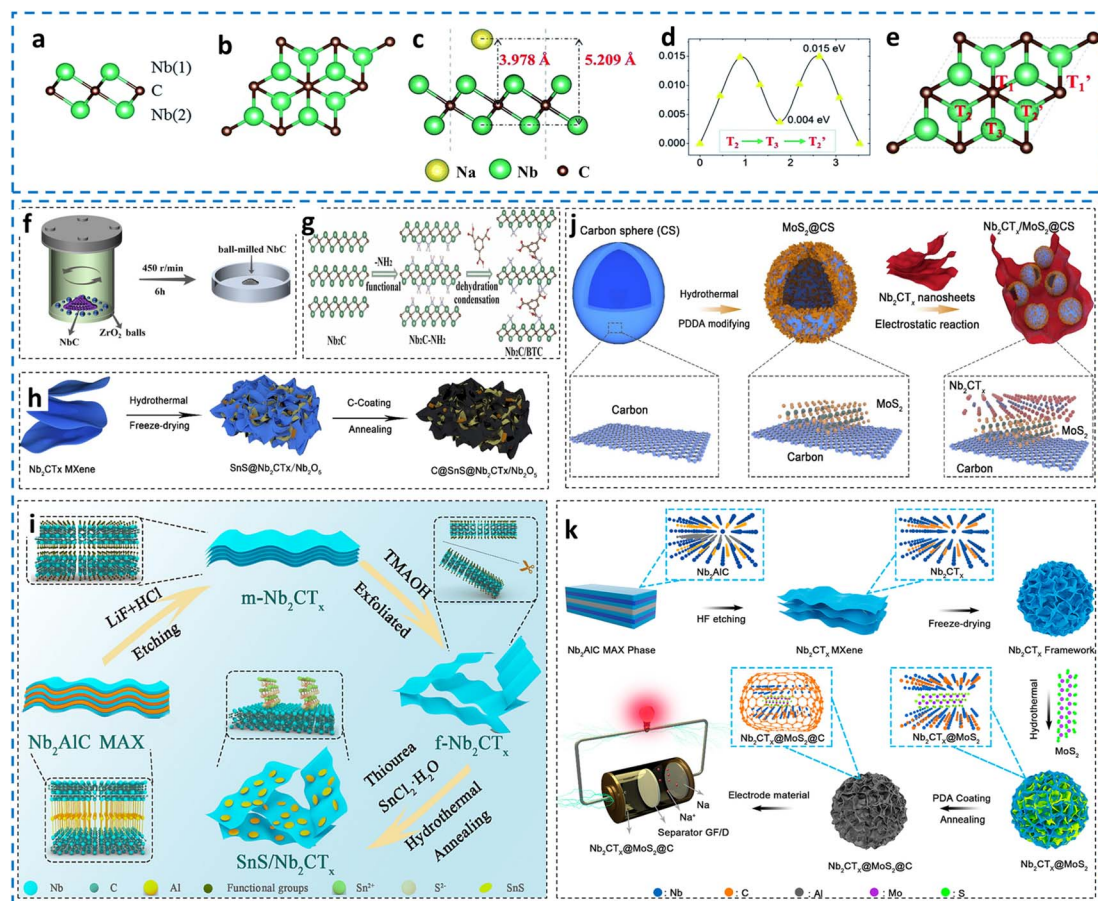 a
Nb(1)
C
Nb(2)
b
c
3.978 Å
5.209 Å
Na
Nb
C
d
0.015
0.010
0.005
0.000
0.015 eV
0.004 eV
T₂ → T₃ → T₂'
0
1
2
3
4
e
T₁
T₁'
T₂
T₂'
T₃
f
450 r/min
6h
ball-milled NbC
NbC
ZrO₂ balls
g
-NH₂
functional
dehydration
condensation
Nb₂C
Nb₂C-NH₂
Nb₂C/BTC
j
Carbon sphere (CS)
Hydrothermal
PDDA modifying
MoS₂@CS
Nb₂CTₓ nanosheets
Electrostatic reaction
Nb₂CTₓ/MoS₂@CS
Carbon
MoS₂
Carbon
Nb₂CTₓ
MoS₂
Carbon
h
Nb₂CTx MXene
Hydrothermal
Freeze-drying
SnS@Nb₂CTx/Nb₂O₅
C-Coating
Annealing
C@SnS@Nb₂CTx/Nb₂O₅
i
LiF+HCl
Etching
m-Nb₂CTₓ
TMAOH
Exfoliated
Nb₂AlC MAX
f-Nb₂CTₓ
Thiourea
SnCl₂·H₂O
Hydrothermal
Annealing
SnS/Nb₂CTₓ
Nb
C
Al
Functional groups
Sn²⁺
S²⁻
SnS
k
Nb₂AlC
Nb₂CTₓ
Nb₂AlC MAX Phase
HF etching
Nb₂CTₓ MXene
Freeze-drying
Nb₂CTₓ Framework
Hydrothermal
MoS₂
Nb₂CTₓ@MoS₂@C
Nb₂CTₓ@MoS₂
Na
Na⁺
Separator GF/D
Nb₂CTₓ@MoS₂@C
Electrode material
Nb₂CTₓ@MoS₂@C
PDA Coating
Annealing
Nb₂CTₓ@MoS₂
: Nb
: C
: Al
: Mo
: S